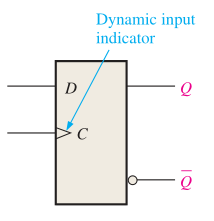 Dynamic input
indicator
D
Q
C
Q̅